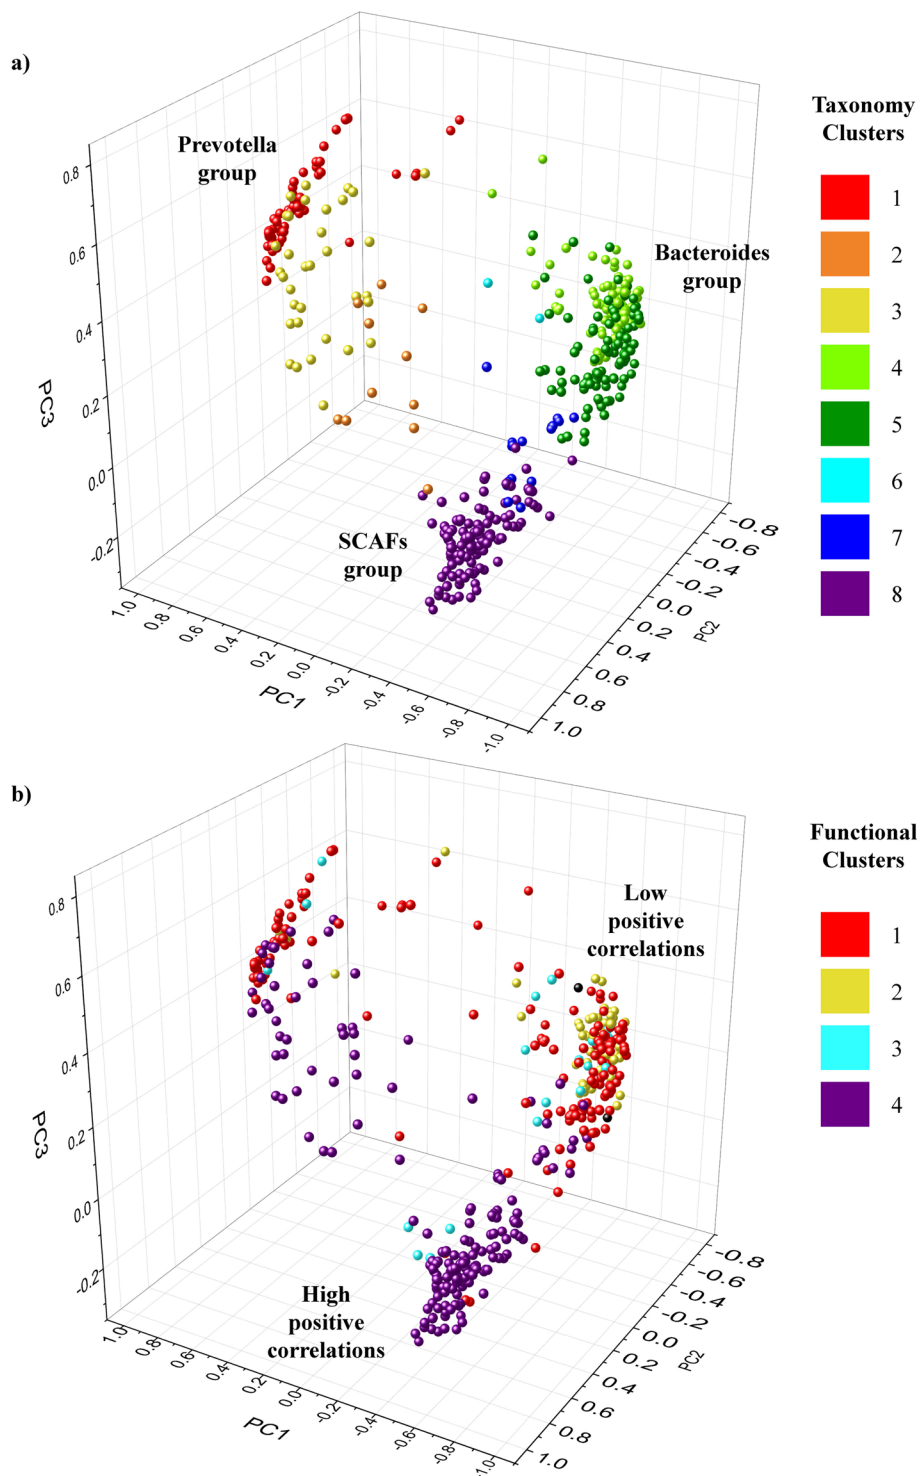 a)
Prevotella
group
Bacteroides
group
SCAFs
group
Taxonomy
Clusters
1
2
3
4
5
6
7
8
PC3
0.8
0.6
0.4
0.2
0.0
-0.2
PC1
1.0
0.8
0.6
0.4
0.2
0.0
-0.2
-0.4
-0.6
-0.8
-1.0
PC2
-0.8
-0.6
-0.4
-0.2
0.0
0.2
0.4
0.6
0.8
1.0
b)
Low
positive
correlations
High
positive
correlations
Functional
Clusters
1
2
3
4
PC3
0.8
0.6
0.4
0.2
0.0
-0.2
PC1
1.0
0.8
0.6
0.4
0.2
0.0
-0.2
-0.4
-0.6
-0.8
-1.0
PC2
-0.8
-0.6
-0.4
-0.2
0.0
0.2
0.4
0.6
0.8
1.0